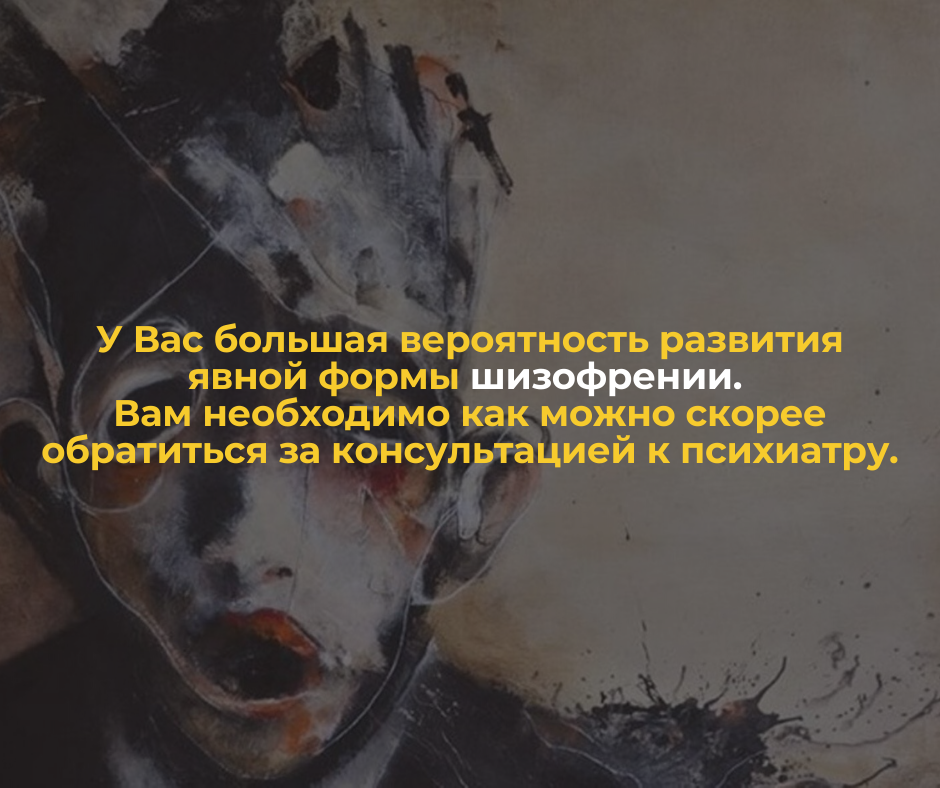 У Вас большая вероятность развития
явной формы шизофрении.
Вам необходимо как можно скорее
обратиться за консультацией к психиатру.